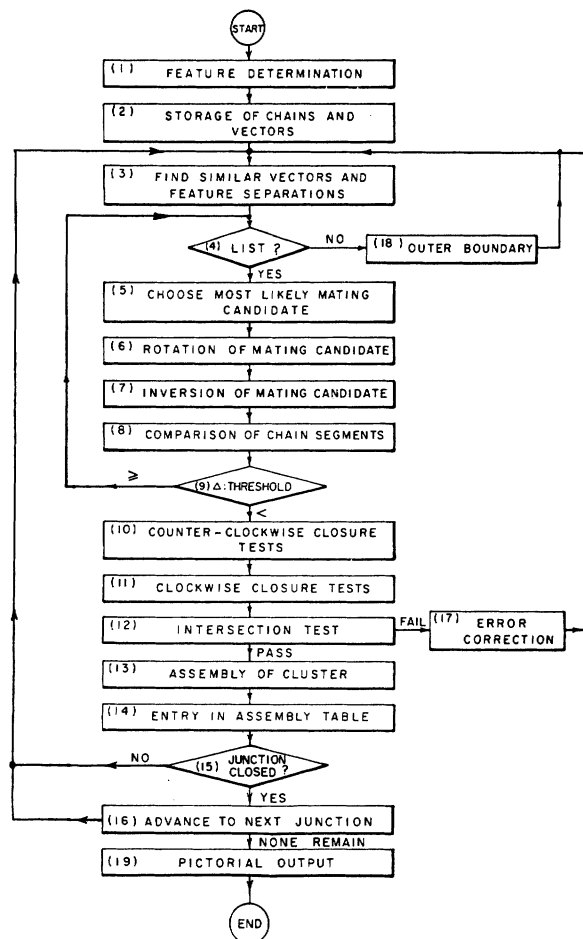 START
(1) FEATURE DETERMINATION
(2) STORAGE OF CHAINS AND
VECTORS
(3) FIND SIMILAR VECTORS AND
FEATURE SEPARATIONS
(4) LIST ?
NO
(18) OUTER BOUNDARY
YES
(5) CHOOSE MOST LIKELY MATING
CANDIDATE
(6) ROTATION OF MATING CANDIDATE
(7) INVERSION OF MATING CANDIDATE
(8) COMPARISON OF CHAIN SEGMENTS
≥
(9) Δ:THRESHOLD
<
(10) COUNTER-CLOCKWISE CLOSURE
TESTS
(11) CLOCKWISE CLOSURE TESTS
(12) INTERSECTION TEST
FAIL
(17) ERROR
CORRECTION
PASS
(13) ASSEMBLY OF CLUSTER
(14) ENTRY IN ASSEMBLY TABLE
NO
(15) JUNCTION
CLOSED ?
YES
(16) ADVANCE TO NEXT JUNCTION
NONE REMAIN
(19) PICTORIAL OUTPUT
END